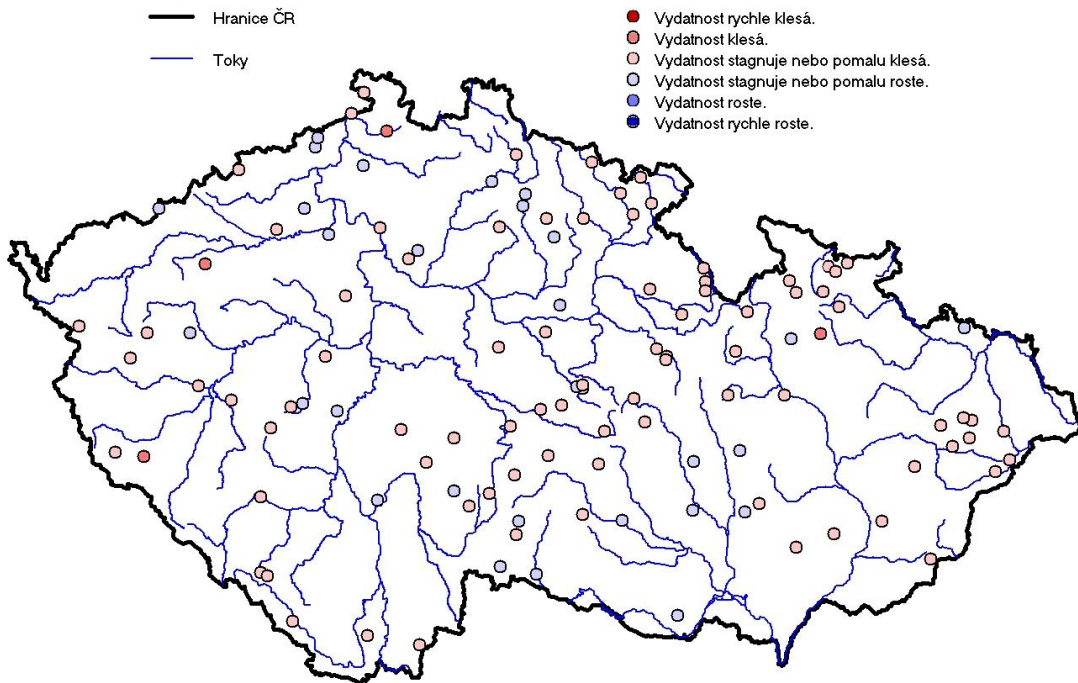 Hranice ČR
Toky
Vydatnost rychle klesá.
Vydatnost klesá.
Vydatnost stagnuje nebo pomalu klesá.
Vydatnost stagnuje nebo pomalu roste.
Vydatnost roste.
Vydatnost rychle roste.